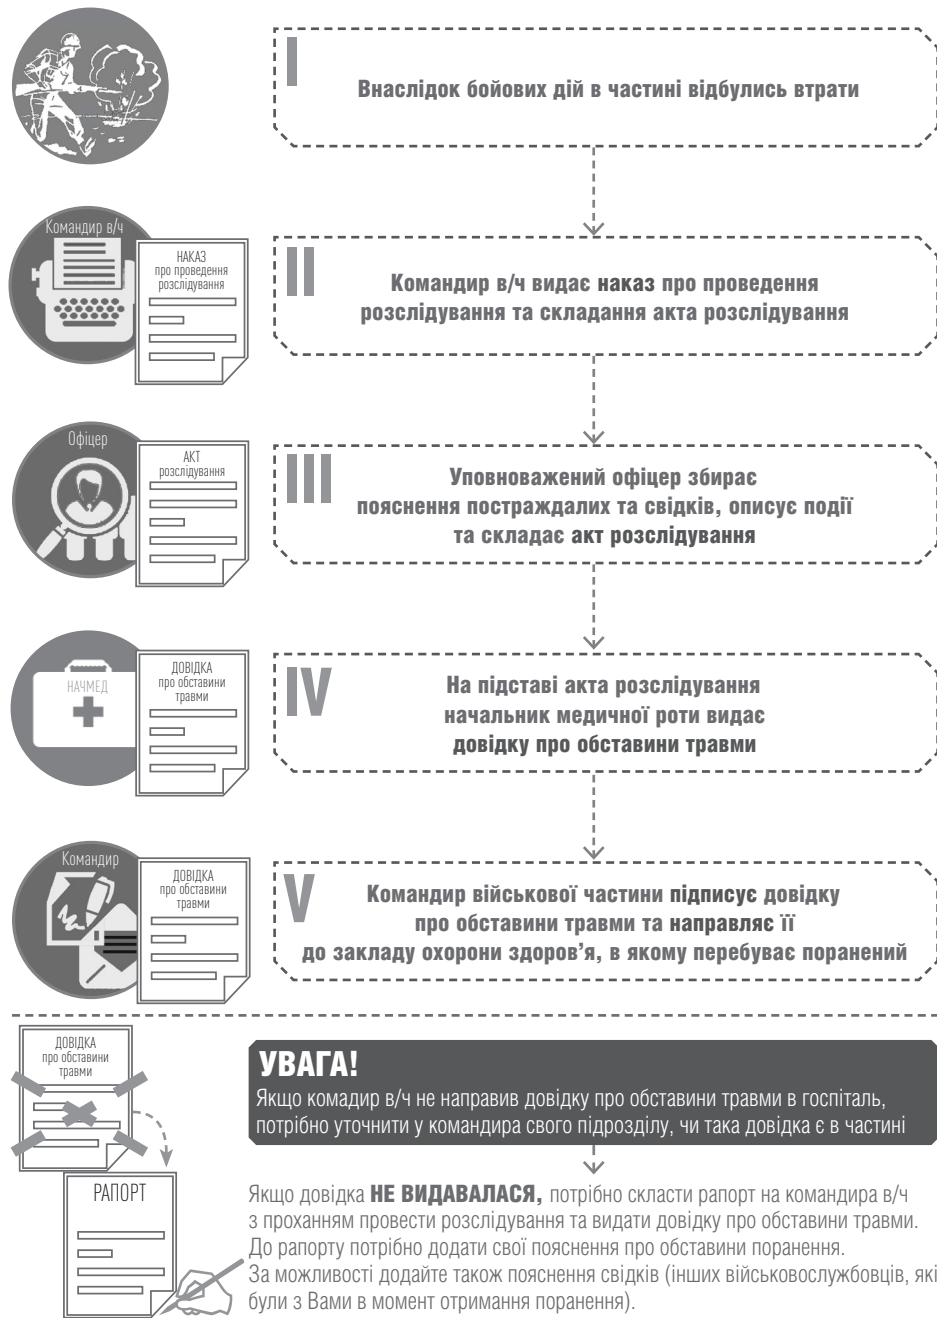 I
Внаслідок бойових дій в частині відбулись втрати
Командир в/ч
НАКАЗ
про проведення
розслідування
II
Командир в/ч видає наказ про проведення
розслідування та складання акта розслідування
Офіцер
АКТ
розслідування
III
Уповноважений офіцер збирає
пояснення постраждалих та свідків, описує події
та складає акт розслідування
НАЧМЕД
ДОВІДКА
про обставини
травми
IV
На підставі акта розслідування
начальник медичної роти видає
довідку про обставини травми
Командир
ДОВІДКА
про обставини
травми
V
Командир військової частини підписує довідку
про обставини травми та направляє її
до закладу охорони здоров’я, в якому перебуває поранений
ДОВІДКА
про обставини
травми
УВАГА!
Якщо комадир в/ч не направив довідку про обставини травми в госпіталь,
потрібно уточнити у командира свого підрозділу, чи така довідка є в частині
РАПОРТ
Якщо довідка НЕ ВИДАВАЛАСЯ, потрібно скласти рапорт на командира в/ч
з проханням провести розслідування та видати довідку про обставини травми.
До рапорту потрібно додати свої пояснення про обставини поранення.
За можливості додайте також пояснення свідків (інших військовослужбовців, які
були з Вами в момент отримання поранення).